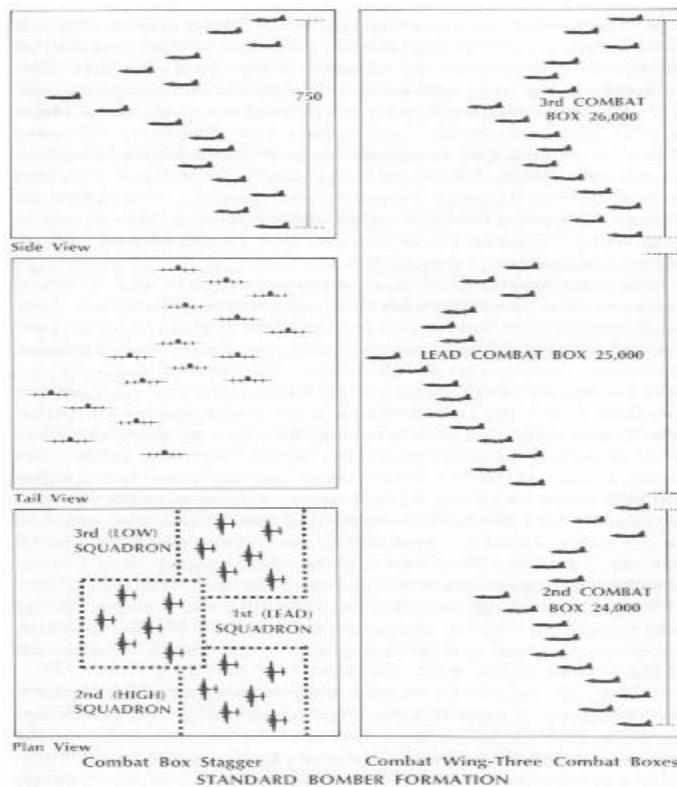 750
Side View
Tail View
3rd (LOW)
SQUADRON
1st (LEAD)
SQUADRON
2nd (HIGH)
SQUADRON
Plan View
Combat Box Stagger
3rd COMBAT
BOX 26,000
LEAD COMBAT BOX 25,000
2nd COMBAT
BOX 24,000
Combat Wing-Three Combat Boxes
STANDARD BOMBER FORMATION